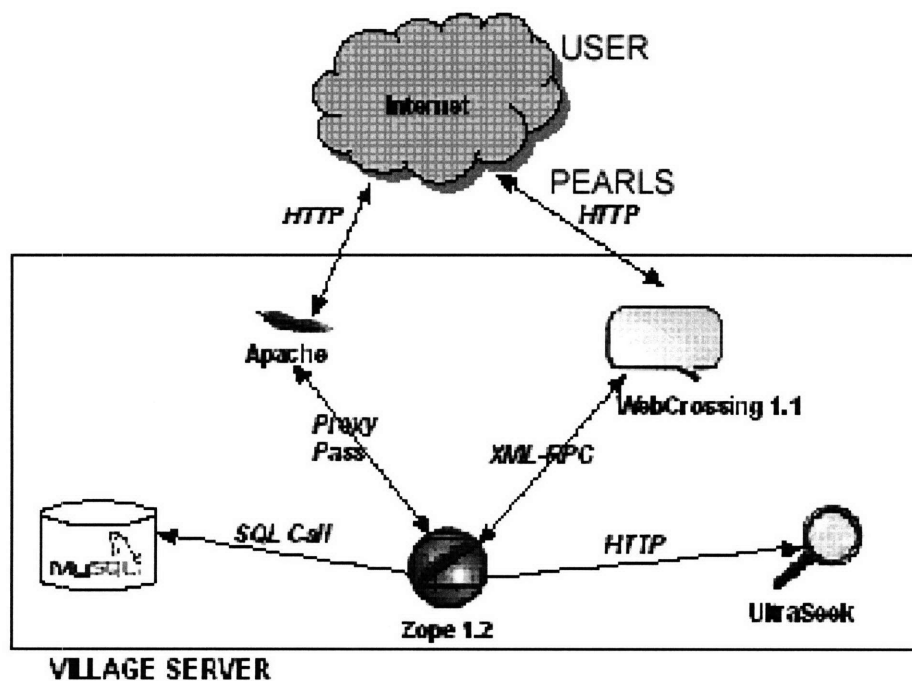 USER
Internet
PEARLS
HTTP
HTTP
Apache
WebCrossing 1.1
Proxy
Pass
XML-RPC
SQL Call
HTTP
MySQL
UltraSeek
Zope 1.2
VILLAGE SERVER